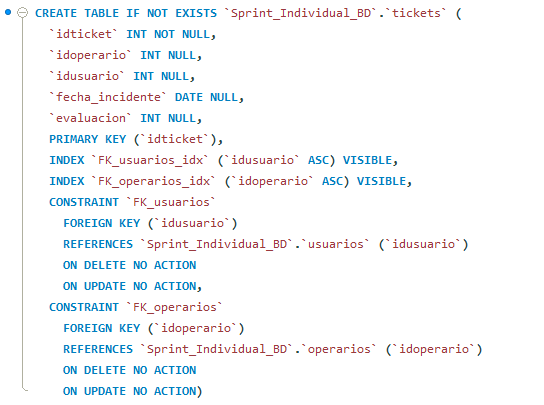 CREATE TABLE IF NOT EXISTS `Sprint_Individual_BD`.`tickets` (
`idticket` INT NOT NULL,
`idoperario` INT NULL,
`idusuario` INT NULL,
`fecha_incidente` DATE NULL,
`evaluacion` INT NULL,
PRIMARY KEY (`idticket`),
INDEX `FK_usuarios_idx` (`idusuario` ASC) VISIBLE,
INDEX `FK_operarios_idx` (`idoperario` ASC) VISIBLE,
CONSTRAINT `FK_usuarios`
FOREIGN KEY (`idusuario`)
REFERENCES `Sprint_Individual_BD`.`usuarios` (`idusuario`)
ON DELETE NO ACTION
ON UPDATE NO ACTION,
CONSTRAINT `FK_operarios`
FOREIGN KEY (`idoperario`)
REFERENCES `Sprint_Individual_BD`.`operarios` (`idoperario`)
ON DELETE NO ACTION
ON UPDATE NO ACTION)